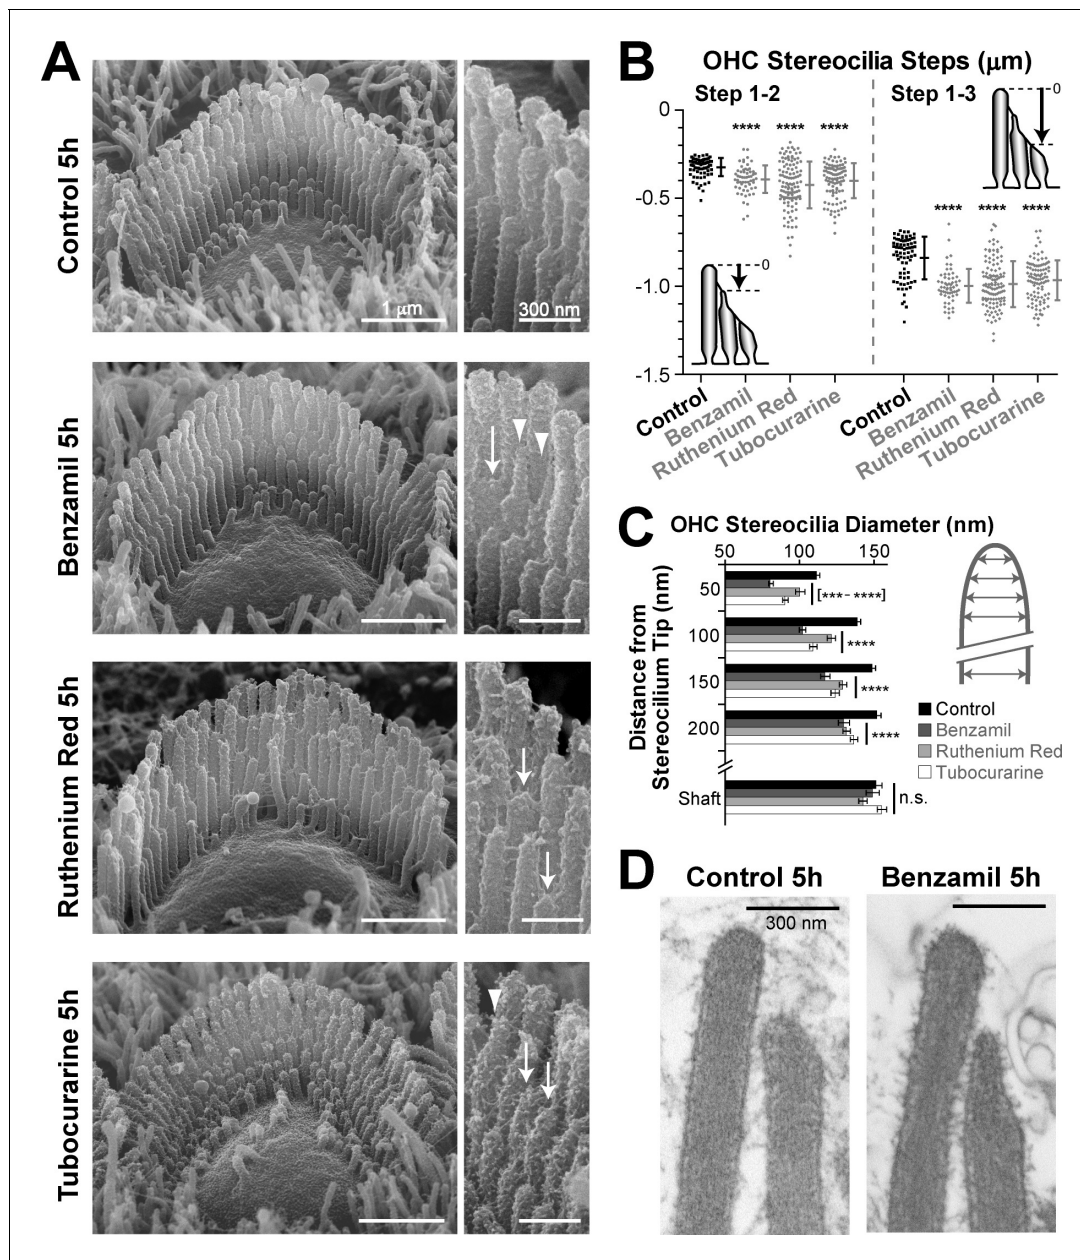 A
Control 5h
1 μm
300 nm
Benzamil 5h
Ruthenium Red 5h
Tubocurarine 5h
B
OHC Stereocilia Steps (μm)
Step 1-2
Step 1-3
0
-0.5
-1.0
-1.5
**** **** ****
**** **** ****
0
0
Control
Benzamil
Ruthenium Red
Tubocurarine
Control
Benzamil
Ruthenium Red
Tubocurarine
C
OHC Stereocilia Diameter (nm)
50 100 150
Distance from
Stereocilium Tip (nm)
50
[***-****]
100
****
150
****
200
****
Shaft
n.s.
Control
Benzamil
Ruthenium Red
Tubocurarine
D
Control 5h
Benzamil 5h
300 nm